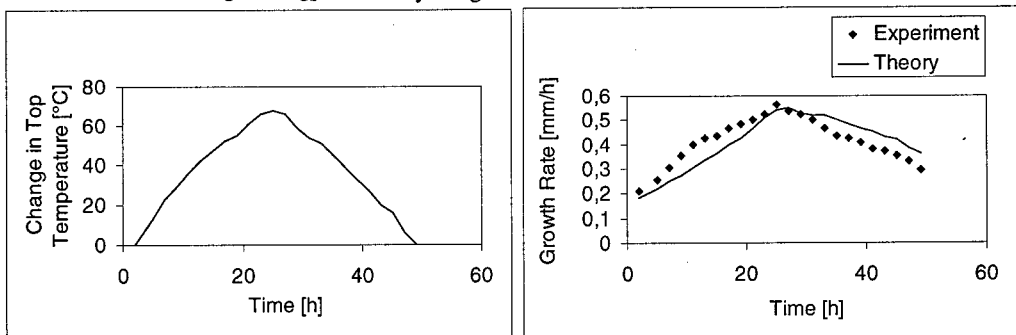 80
60
40
20
0
0 20 40 60
Change in Top
Temperature [°C]
Time [h]
Experiment
Theory
0,6
0,5
0,4
0,3
0,2
0,1
0
0 20 40 60
Growth Rate [mm/h]
Time [h]